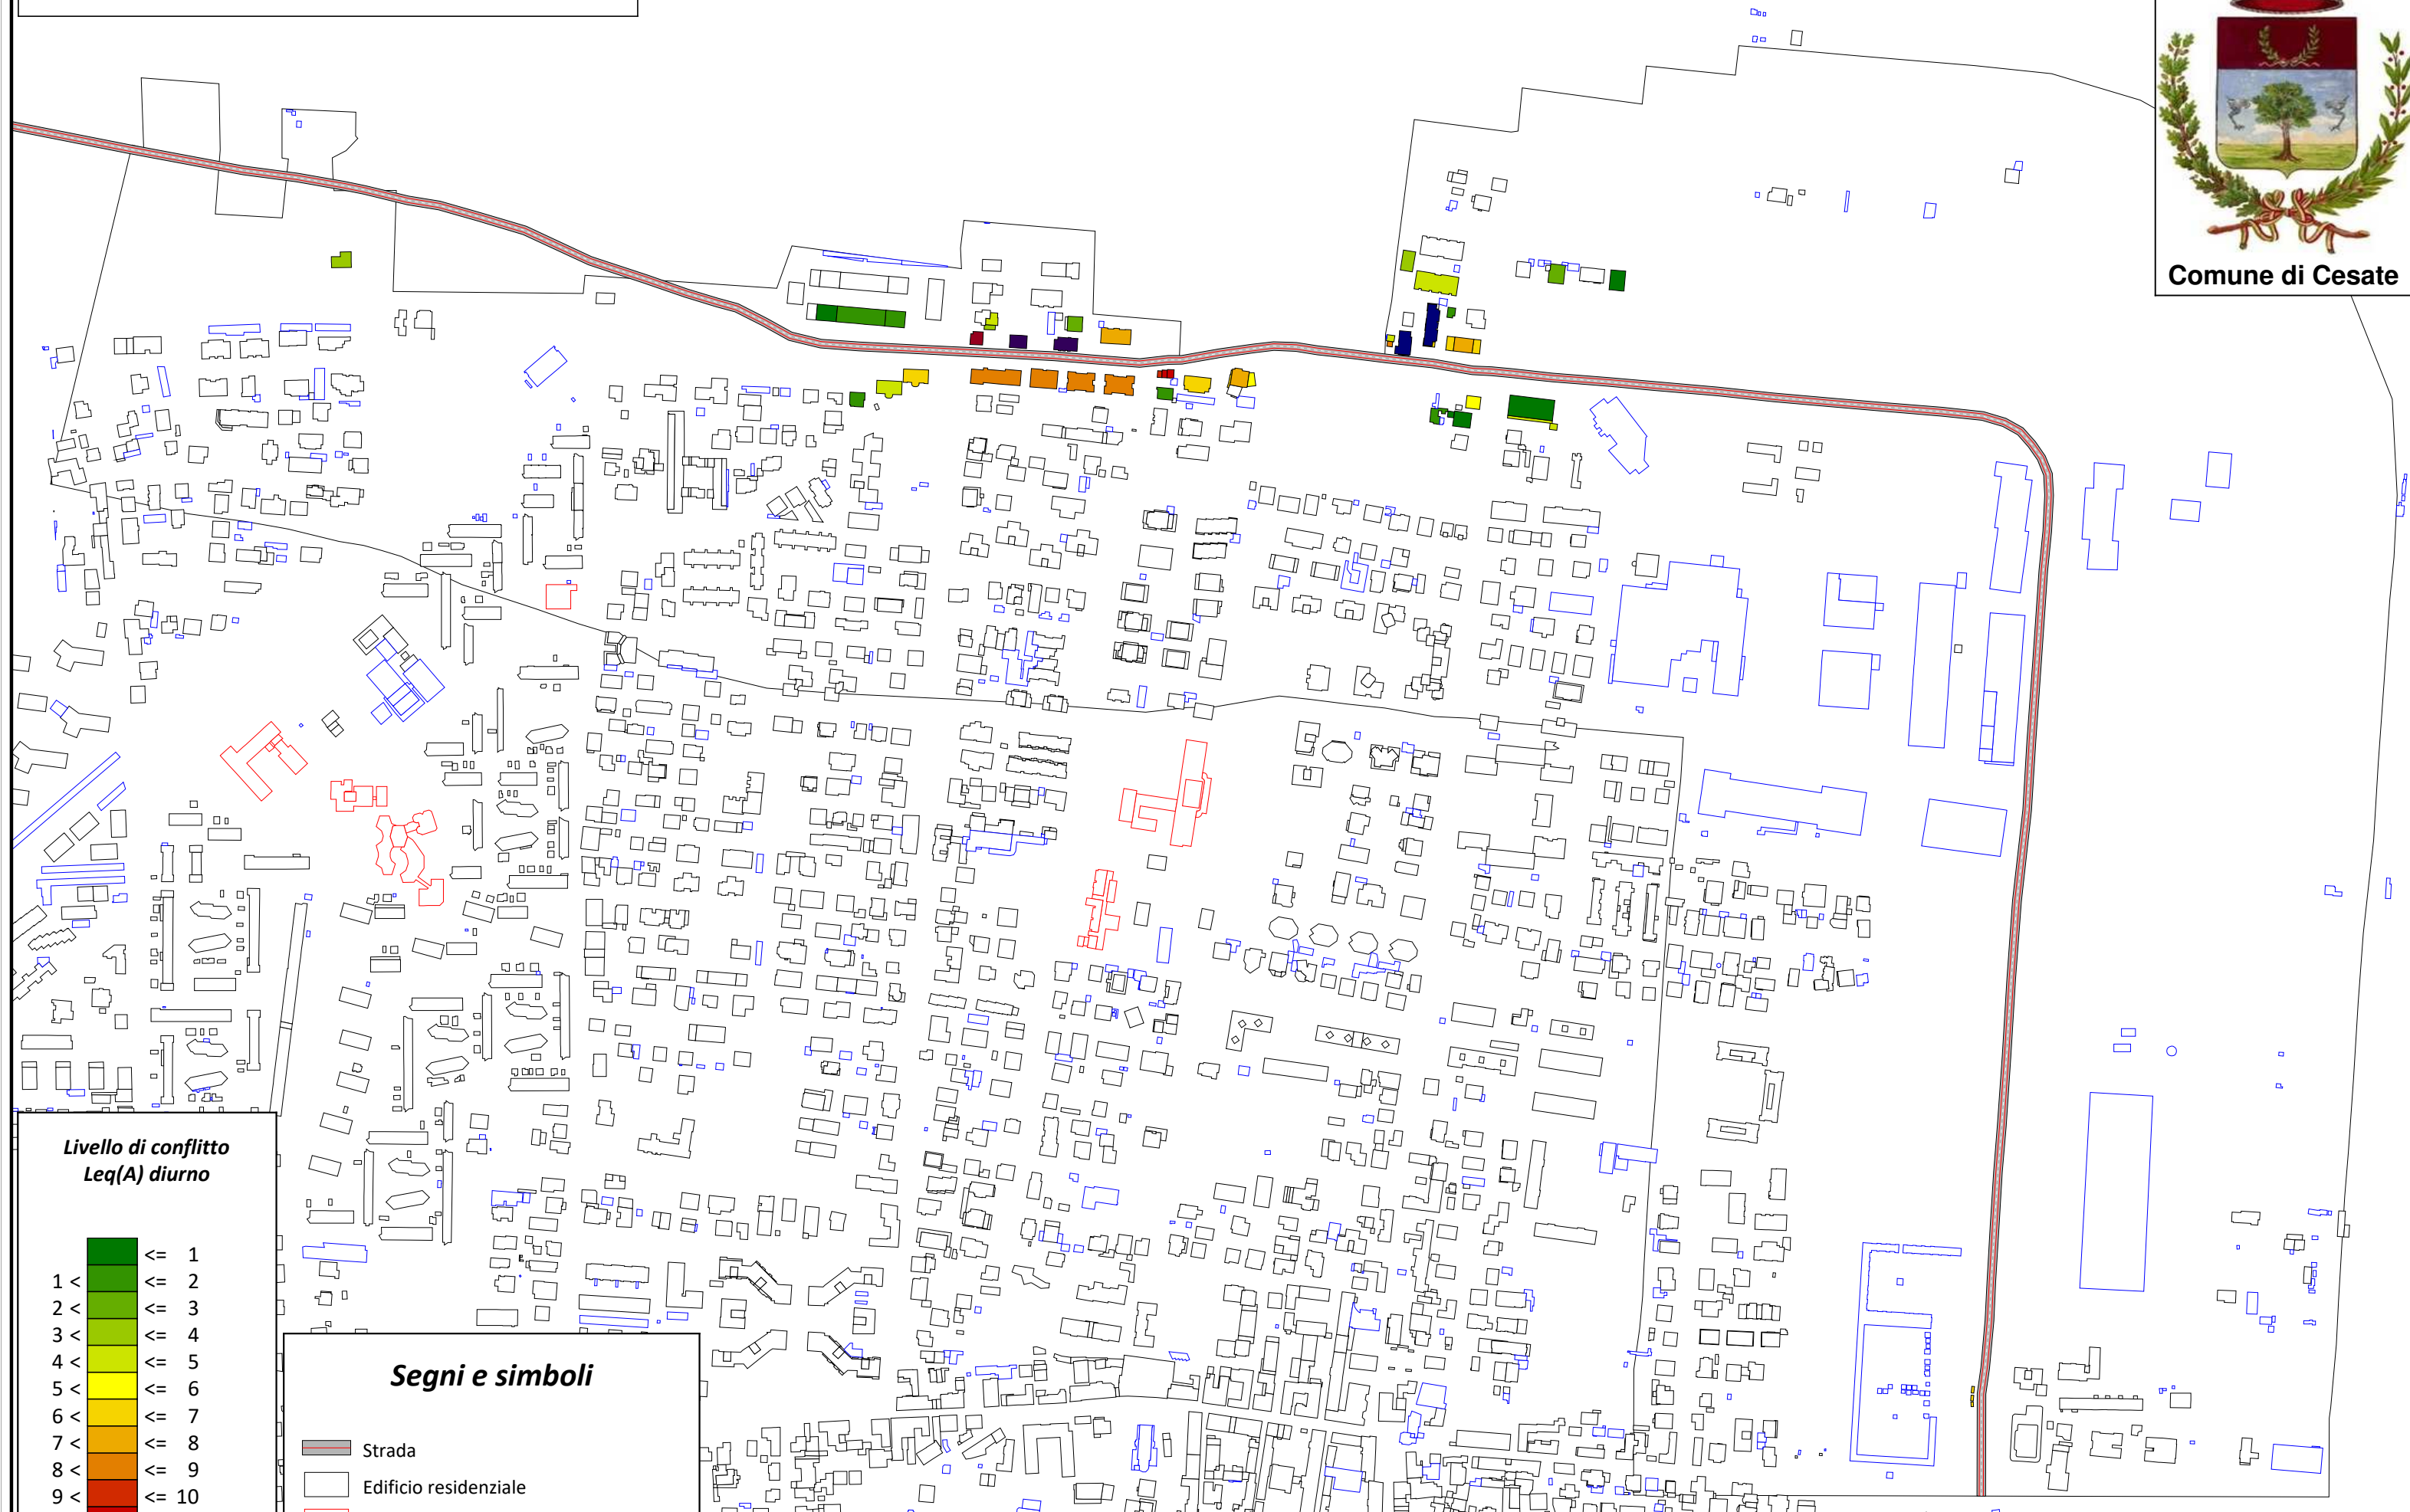 Comune di Cesate
Livello di conflitto
Leq(A) diurno
<= 1
1 < <= 2
2 < <= 3
3 < <= 4
4 < <= 5
5 < <= 6
6 < <= 7
7 < <= 8
8 < <= 9
9 < <= 10
Segni e simboli
Strada
Edificio residenziale